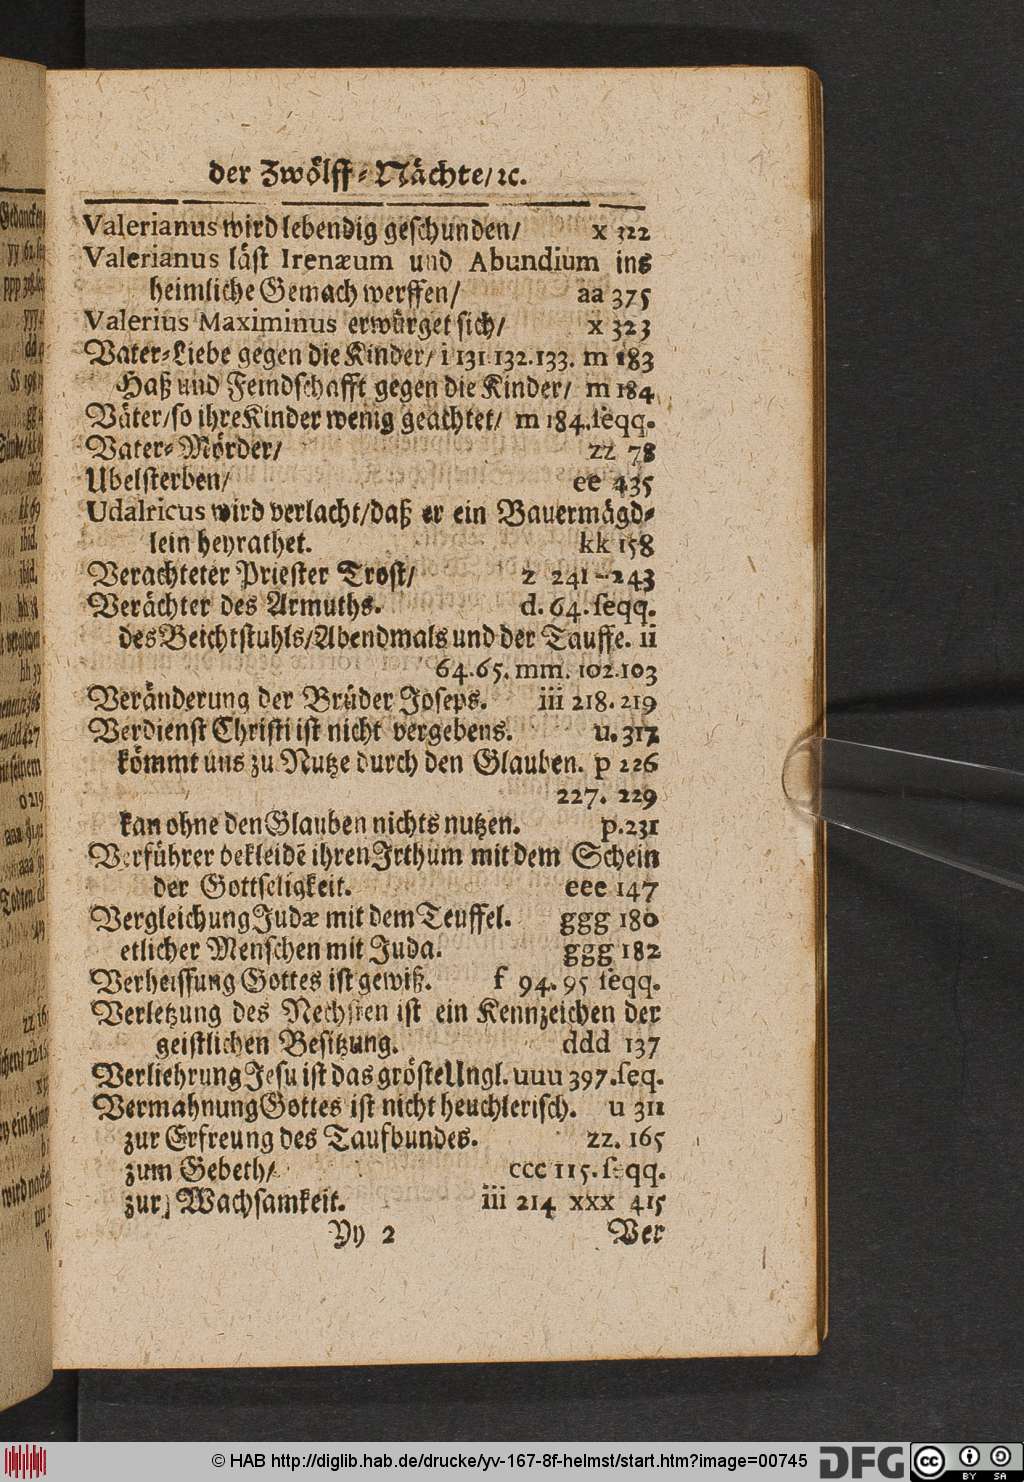 der Zwölff-Nächte/ ꝛc.
Valerianus wird lebendig geschunden/ x 322
Valerianus läst Irenæum und Abundium ins
heimliche Gemach werffen/ aa 375
Valerius Maximinus erwürget sich/ x 323
Vater-Liebe gegen die Kinder/ i 131.132.133. m 183
Haß und Feindschafft gegen die Kinder/ m 184
Väter/so ihre Kinder wenig geachtet/ m 184.seqq.
Vater-Mörder/ zz 78
Ubelsterben/ ee 435
Udalricus wird verlacht/daß er ein Bauermägd-
lein heyrathet. kk 158
Verachteter Priester Trost/ z 241-243
Verächter des Armuths. d. 64. seqq.
des Beichtstuhls/Abendmals und der Tauffe. ii
64.65. mm. 102.103
Veränderung der Brüder Josephs. iii 218.219
Verdienst Christi ist nicht vergebens. u. 317
kömmt uns zu Nutze durch den Glauben. p 226
227. 229
kan ohne den Glauben nichts nutzen. p.231
Verführer bekleidẽ ihren Irthum mit dem Schein
der Gottseligkeit. eee 147
Vergleichung Judæ mit dem Teuffel. ggg 180
etlicher Menschen mit Juda. ggg 182
Verheissung Gottes ist gewiß. f 94.95 seqq.
Verletzung des Nechsten ist ein Kennzeichen der
geistlichen Besitzung. ddd 137
Verliehrung Jesu ist das gröste Ungl. uuu 397.seq.
Vermahnung Gottes ist nicht heuchlerisch. u 311
zur Erfreung des Taufbundes. zz. 165
zum Gebeth/ ccc 115. seqq.
zur Wachsamkeit. iii 214 xxx 415
Yy 2 Ver
© HAB http://diglib.hab.de/drucke/yv-167-8f-helmst/start.htm?image=00745
DFG
cc BY SA